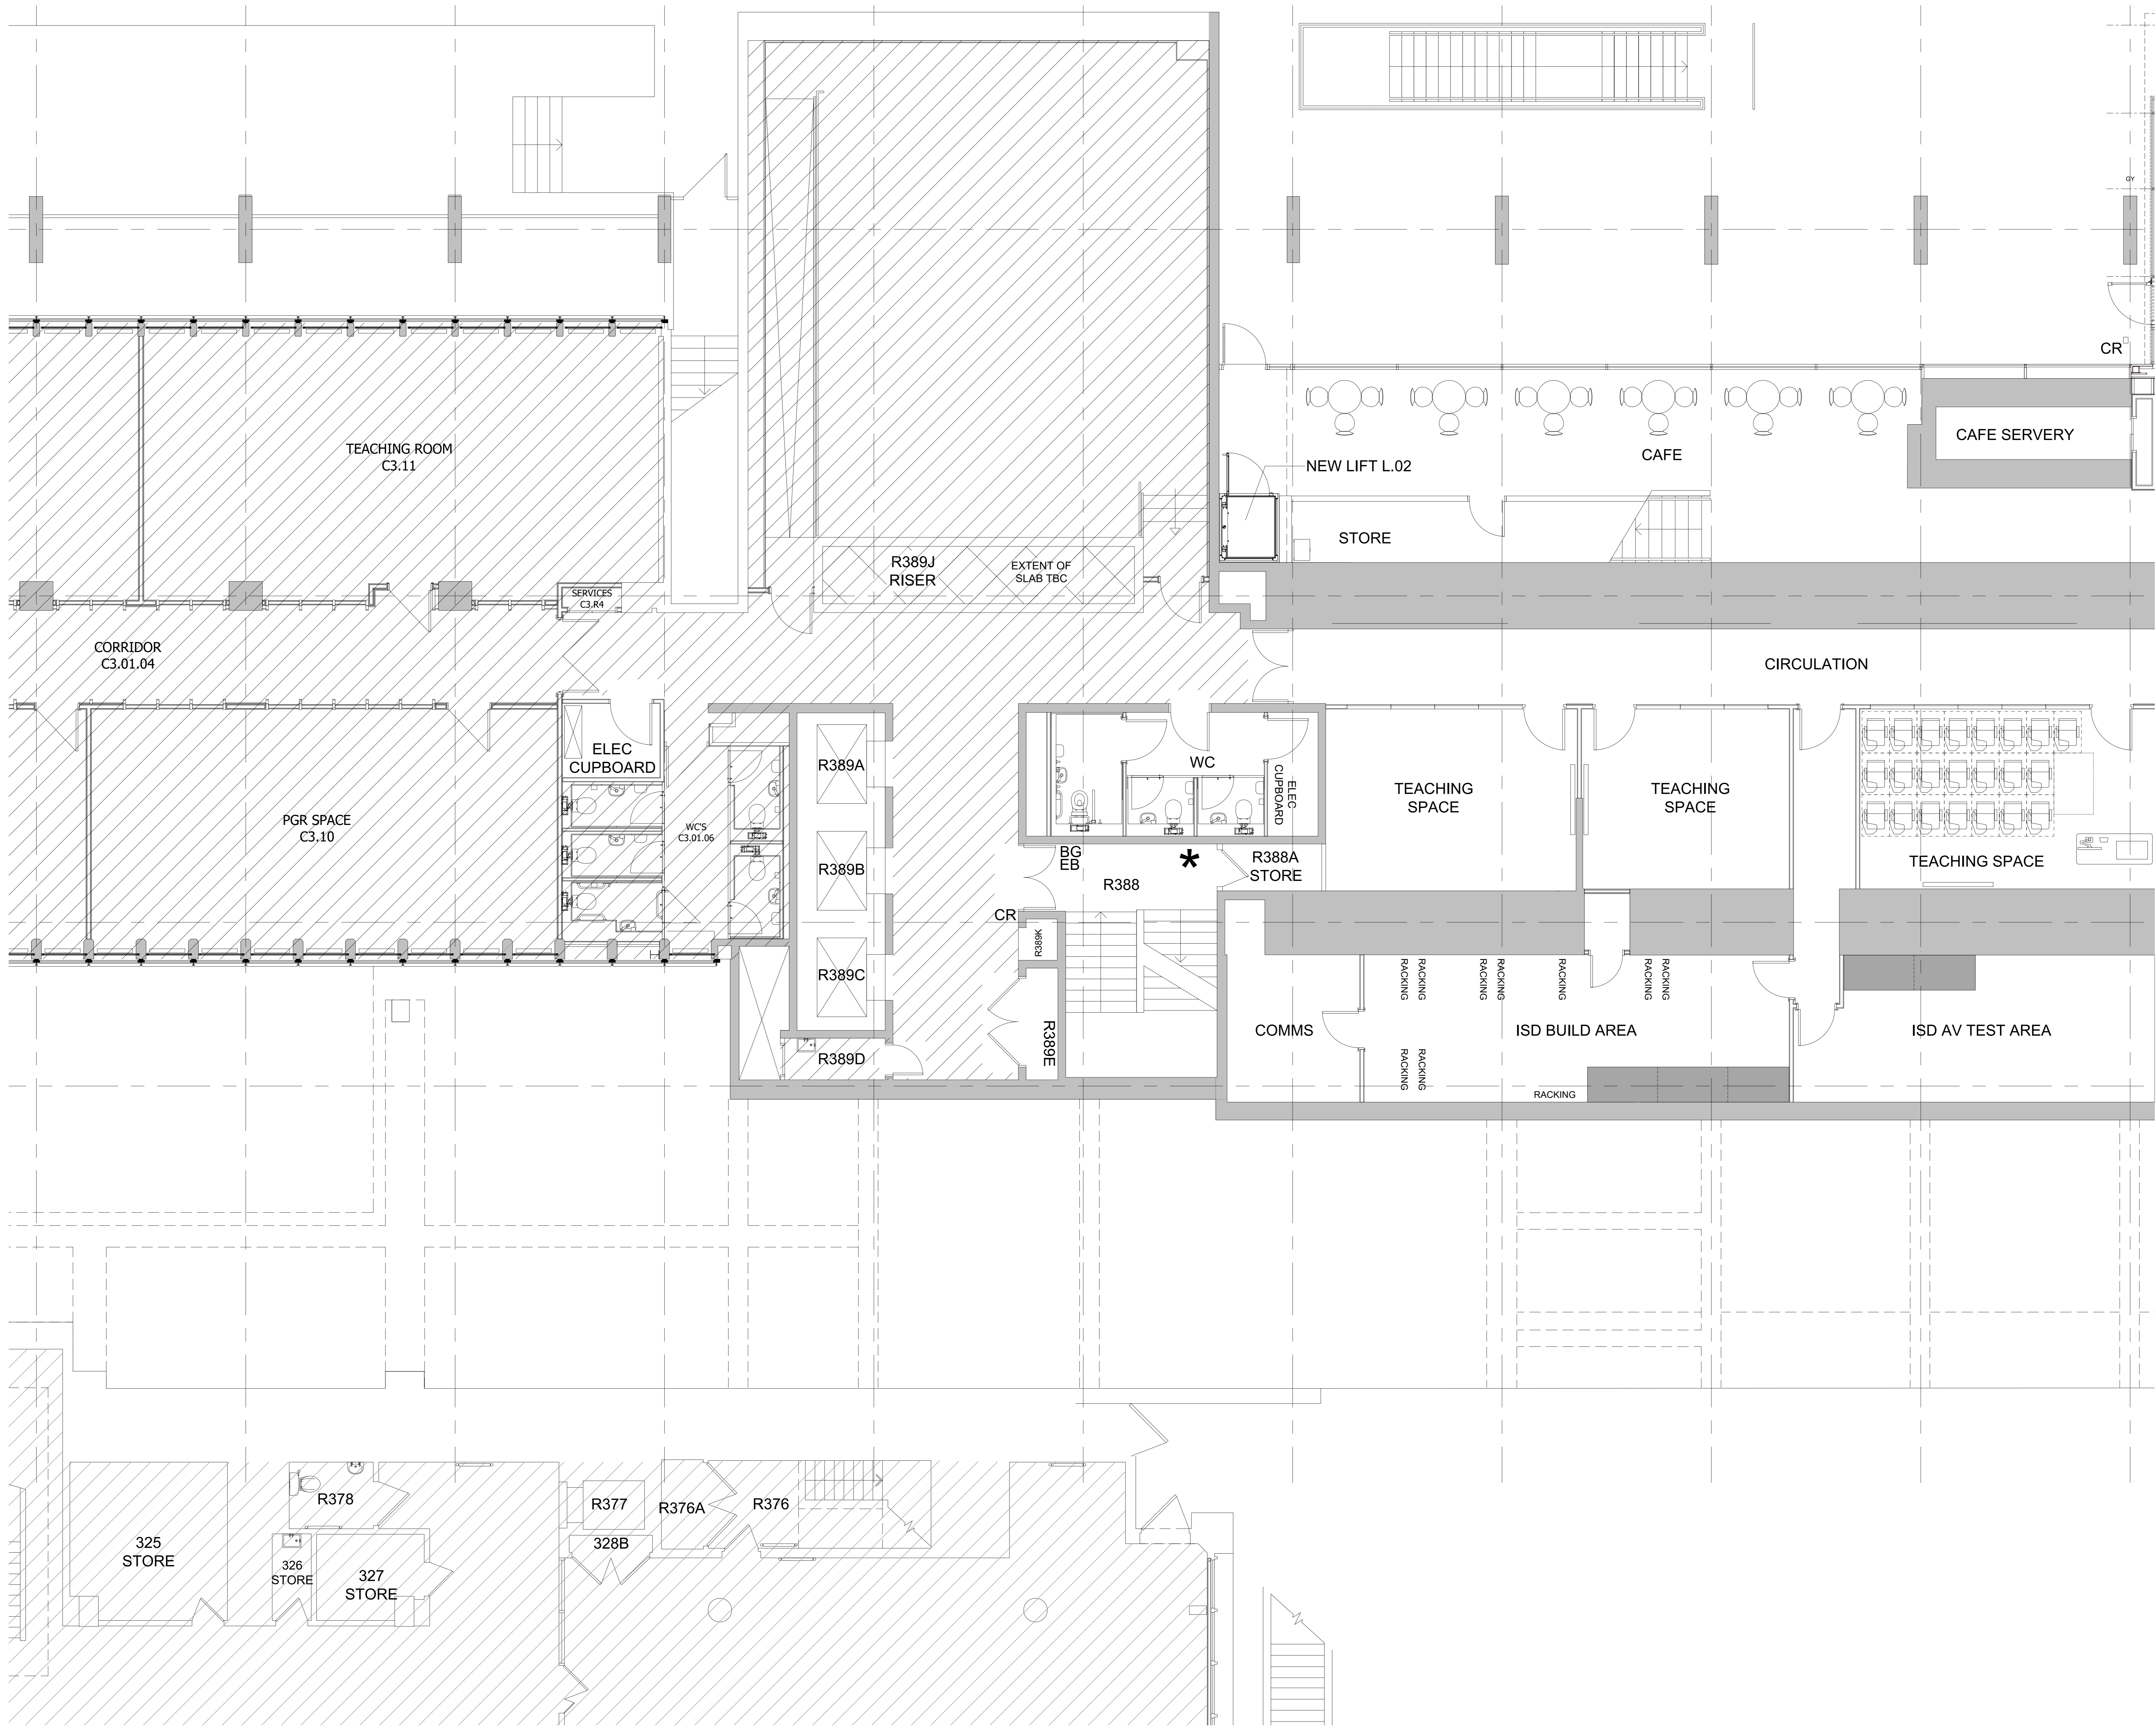 GY
CR
TEACHING ROOM
C3.11
CAFE SERVERY
CAFE
NEW LIFT L.02
STORE
R389J
RISER
EXTENT OF
SLAB TBC
SERVICES
C3.R4
CORRIDOR
C3.01.04
CIRCULATION
ELEC
CUPBOARD
R389A
WC
ELEC
CUPBOARD
TEACHING
SPACE
TEACHING
SPACE
PGR SPACE
C3.10
WC'S
C3.01.06
R389B
BG
EB
*
R388
R388A
STORE
TEACHING SPACE
CR
R389K
R389C
RACKING
RACKING
RACKING
RACKING
RACKING
RACKING
RACKING
R389D
R389E
COMMS
ISD BUILD AREA
ISD AV TEST AREA
RACKING
RACKING
RACKING
R378
R377
R376A
R376
325
STORE
326
STORE
327
STORE
328B